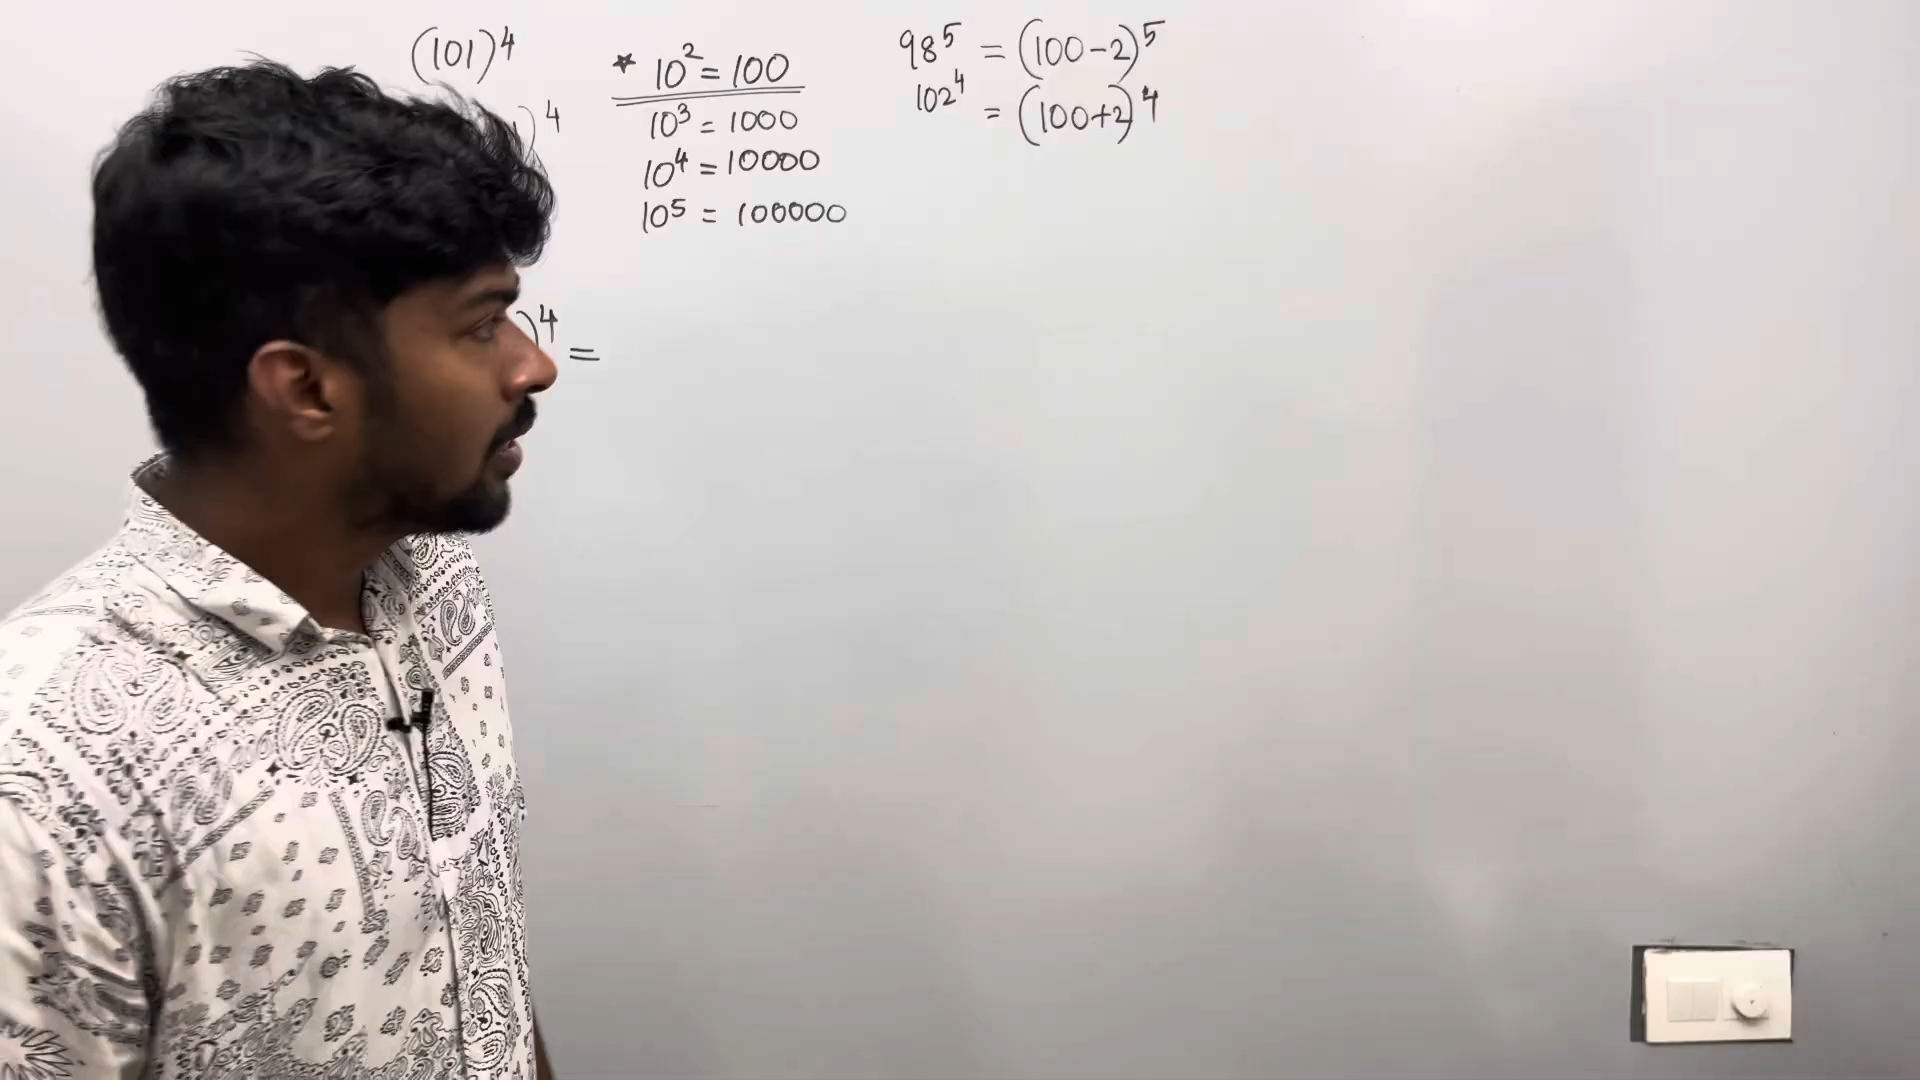 (101)⁴
)⁴
)⁴ =
* 10² = 100
10³ = 1000
10⁴ = 10000
10⁵ = 100000
98⁵ = (100-2)⁵
102⁴ = (100+2)⁴